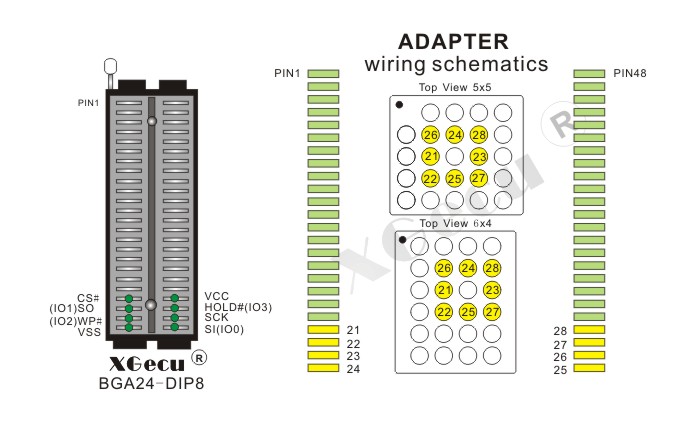 ADAPTER
wiring schematics
PIN1
PIN48
Top View 5x5
PIN1
26 24 28
21 23
22 25 27
Top View 6x4
26 24 28
21 23
22 25 27
CS# VCC
(IO1)SO HOLD#(IO3)
(IO2)WP# SCK
VSS SI(IO0)
21 28
22 27
23 26
24 25
XGecu ®
BGA24-DIP8
XGecu ®